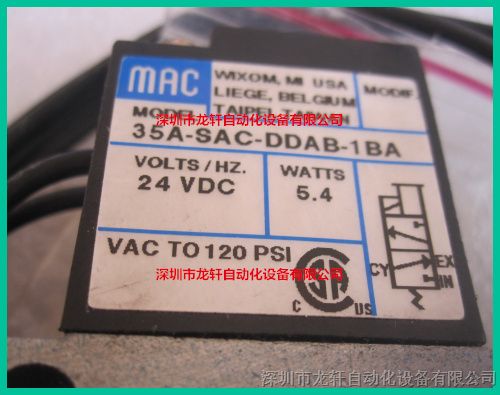 MAC
WIXOM, MI USA
LIEGE, BELGIUM
TAIPEI, TAIWAN
MODIF.
深圳市龙轩自动化设备有限公司
MODEL
35A-SAC-DDAB-1BA
VOLTS/HZ.
24 VDC
WATTS
5.4
VAC TO 120 PSI
深圳市龙轩自动化设备有限公司
CY
EX
IN
C
US
深圳市龙轩自动化设备有限公司